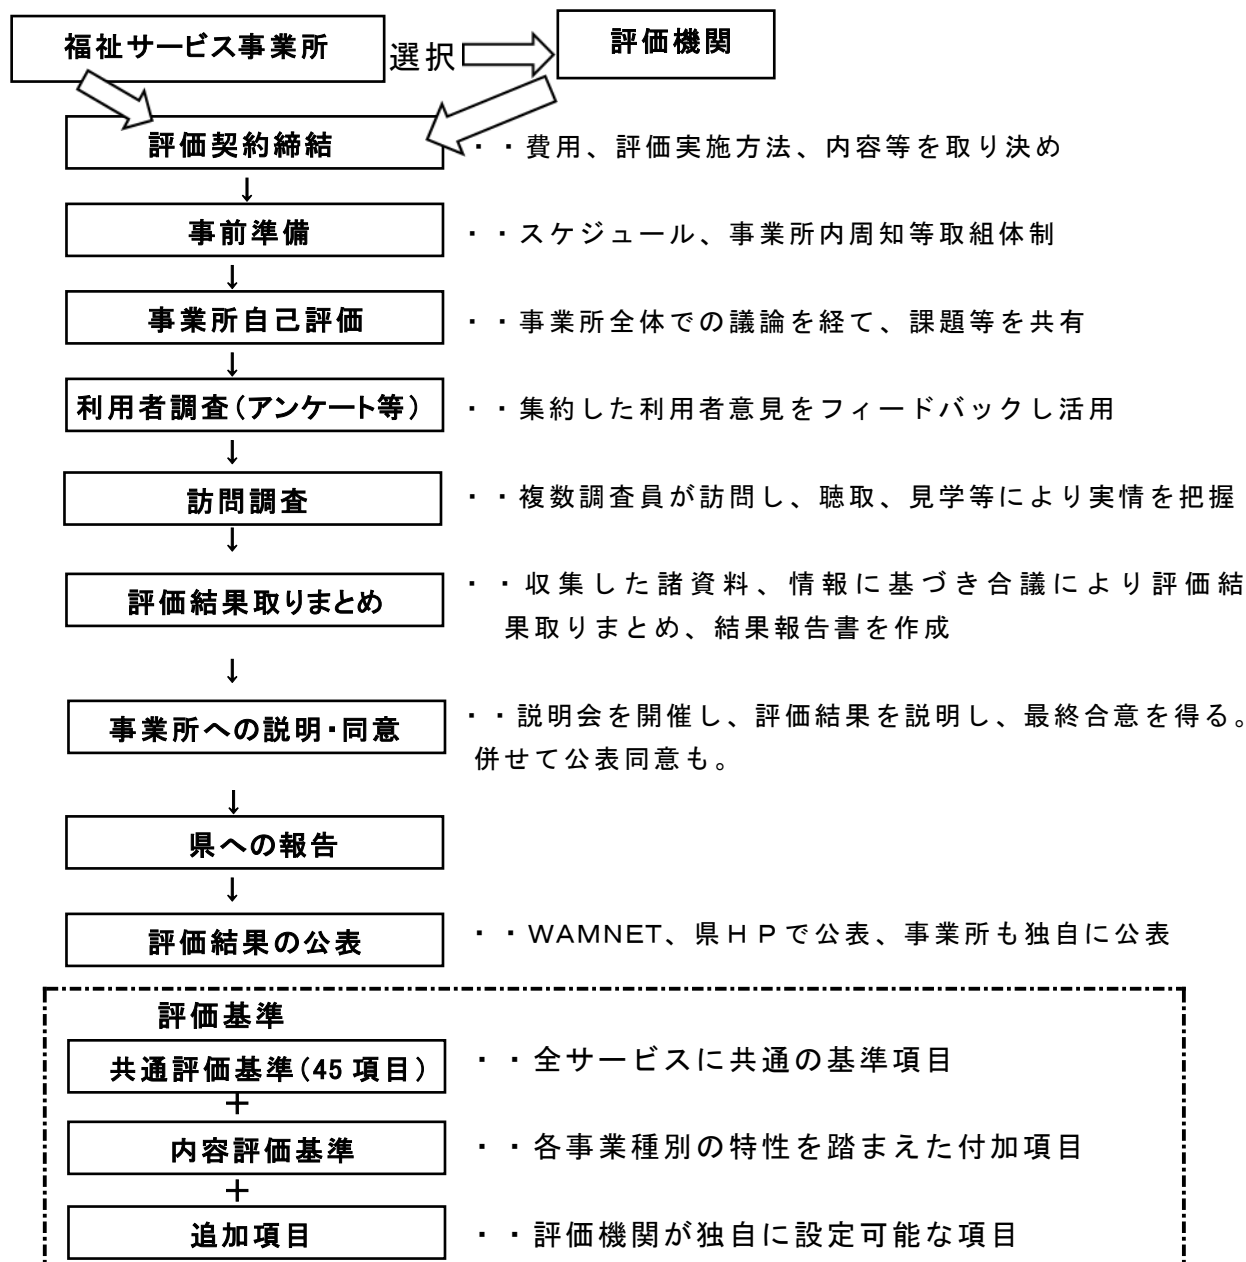 福祉サービス事業所 選択 評価機関
評価契約締結 ・・費用、評価実施方法、内容等を取り決め
↓
事前準備 ・・スケジュール、事業所内周知等取組体制
↓
事業所自己評価 ・・事業所全体での議論を経て、課題等を共有
↓
利用者調査(アンケート等) ・・集約した利用者意見をフィードバックし活用
↓
訪問調査 ・・複数調査員が訪問し、聴取、見学等により実情を把握
↓
評価結果取りまとめ ・・収集した諸資料、情報に基づき合議により評価結
果取りまとめ、結果報告書を作成
↓
事業所への説明・同意 ・・説明会を開催し、評価結果を説明し、最終合意を得る。
併せて公表同意も。
↓
県への報告
↓
評価結果の公表 ・・WAMNET、県HPで公表、事業所も独自に公表
評価基準
共通評価基準(45項目) ・・全サービスに共通の基準項目
+
内容評価基準 ・・各事業種別の特性を踏まえた付加項目
+
追加項目 ・・評価機関が独自に設定可能な項目